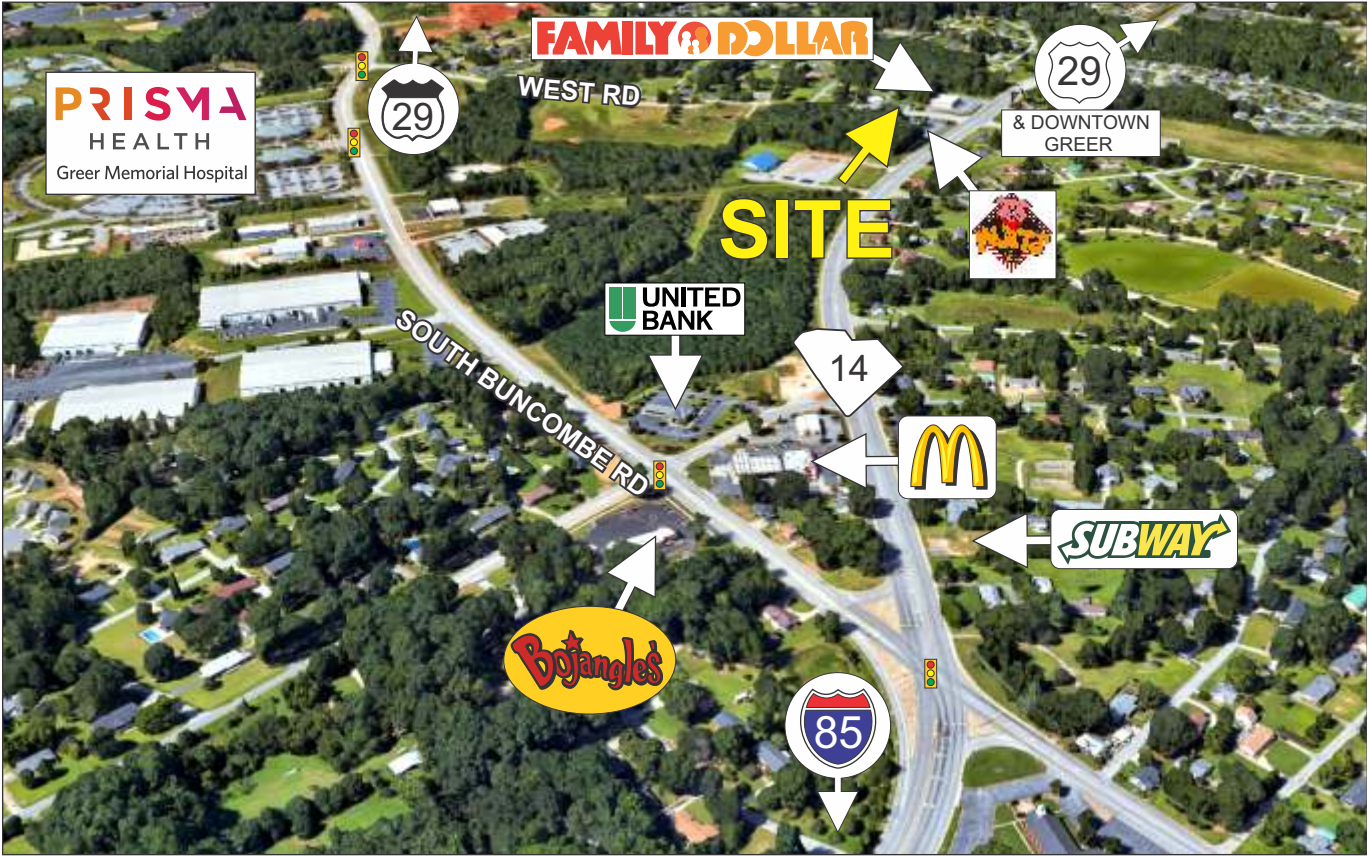 FAMILY DOLLAR
29
WEST RD
29
& DOWNTOWN
GREER
PRISMA
HEALTH
Greer Memorial Hospital
SITE
UNITED
BANK
SOUTH BUNCOMBE RD
14
M
SUBWAY
Bojangles'
85